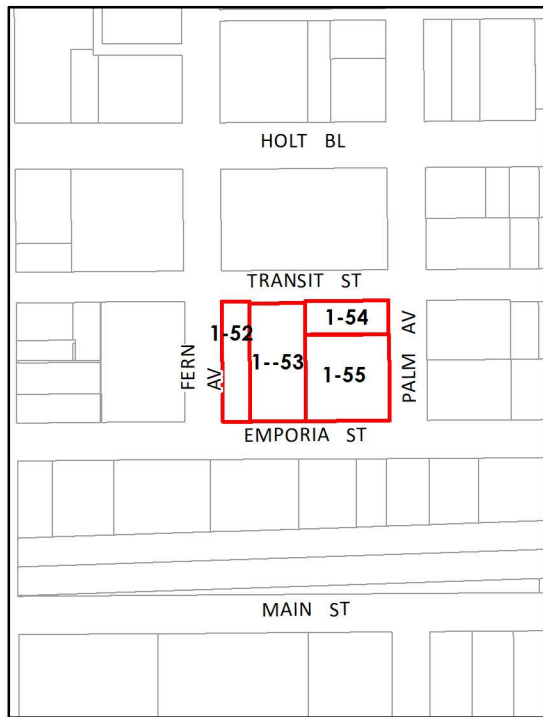 HOLT BL
TRANSIT ST
1-52
1-54
1--53
1-55
FERN AV
PALM AV
EMPORIA ST
MAIN ST